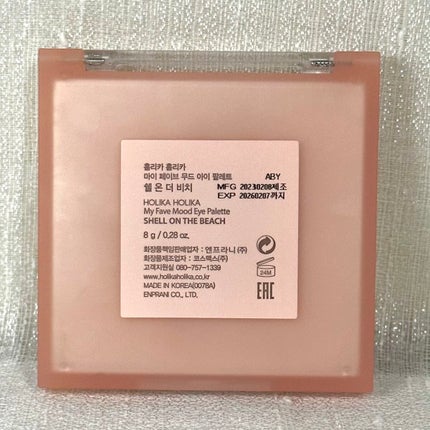 홀리카 홀리카
마이 페이브 무드 아이 팔레트
쉘 온 더 비치
ABY
MFG 20230208제조
EXP 20260207까지
HOLIKA HOLIKA
My Fave Mood Eye Palette
SHELL ON THE BEACH
8 g / 0.28 oz.
화장품책임판매업자 : 엔프라니(주)
화장품제조업자 : 코스맥스(주)
고객지원실 080-757-1339
www.holikaholika.co.kr
MADE IN KOREA(007BA)
ENPRANI CO., LTD.
24M
EAC